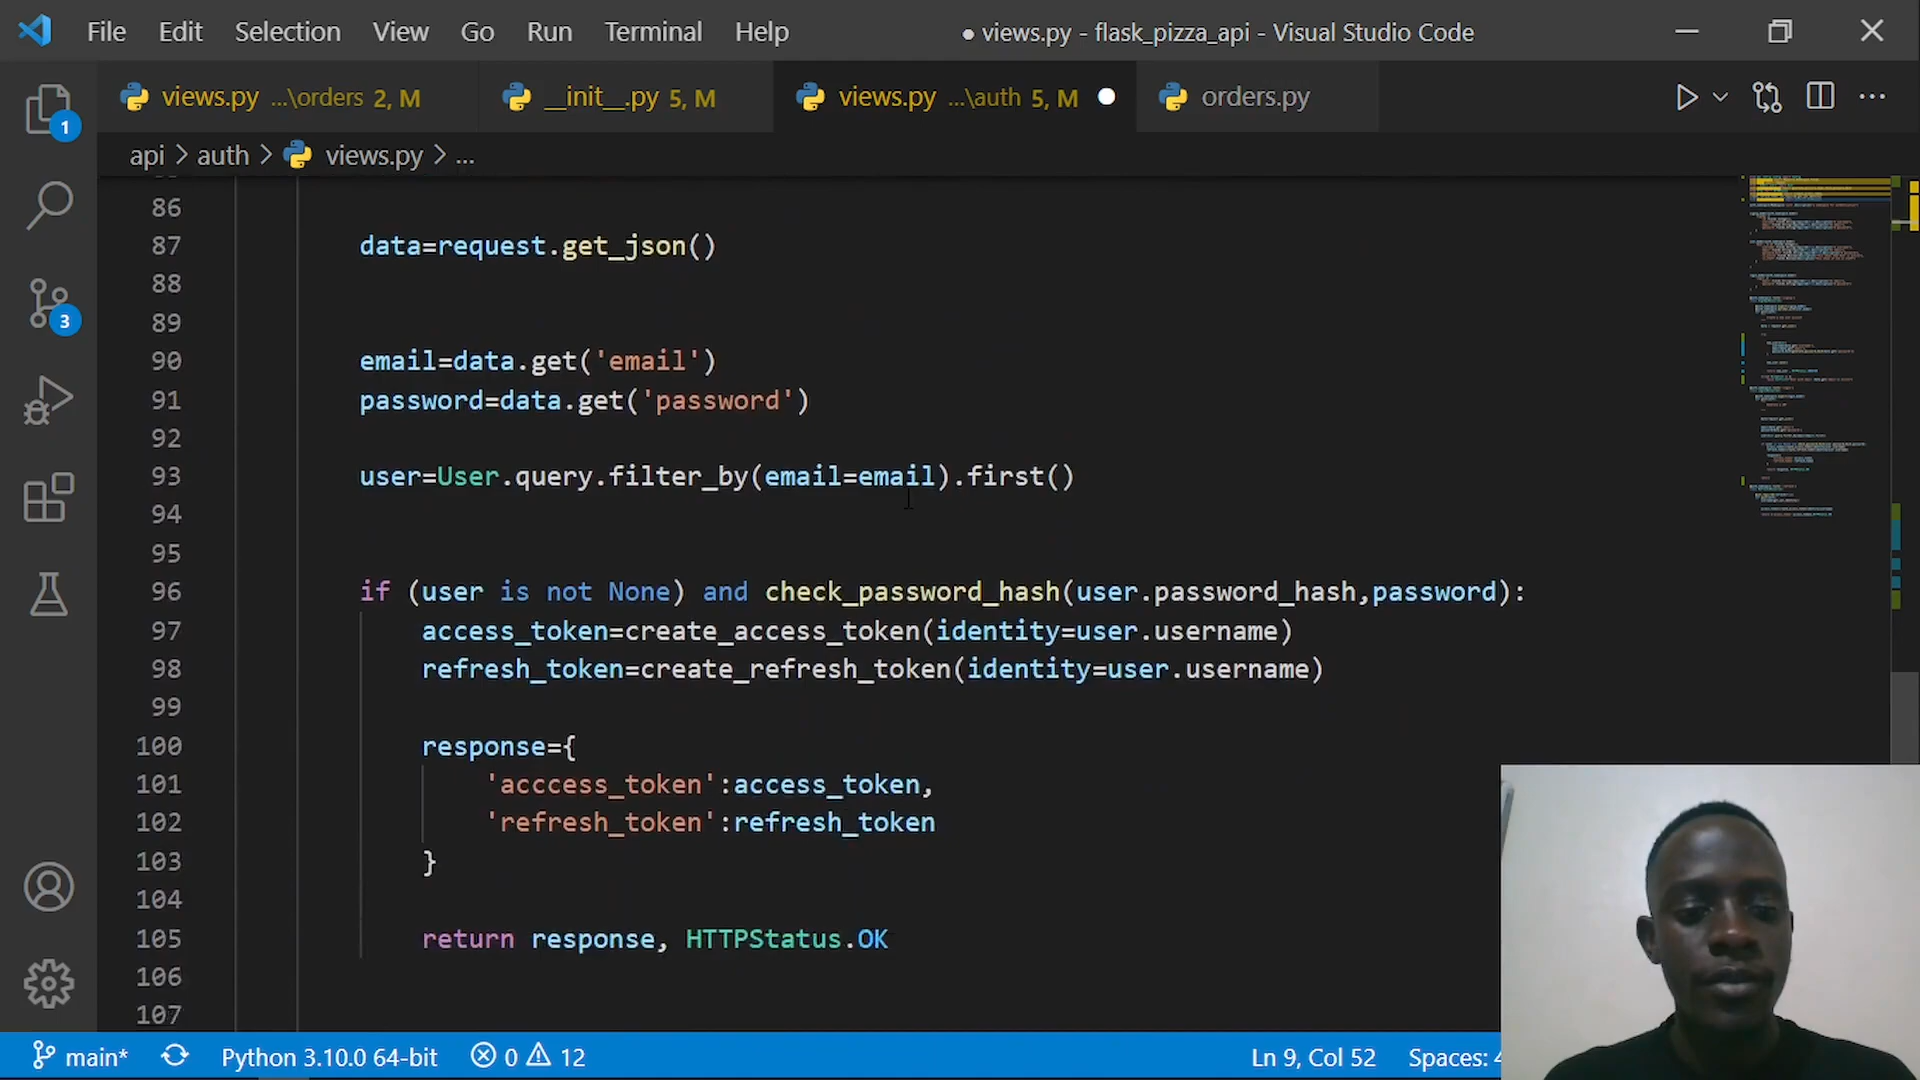 File Edit Selection View Go Run Terminal Help ● views.py - flask_pizza_api - Visual Studio Code
views.py ...\orders 2, M __init__.py 5, M views.py ...\auth 5, M orders.py
api > auth > views.py > ...
1
3
86
87 data=request.get_json()
88
89
90 email=data.get('email')
91 password=data.get('password')
92
93 user=User.query.filter_by(email=email).first()
94
95
96 if (user is not None) and check_password_hash(user.password_hash,password):
97 access_token=create_access_token(identity=user.username)
98 refresh_token=create_refresh_token(identity=user.username)
99
100 response={
101 'acccess_token':access_token,
102 'refresh_token':refresh_token
103 }
104
105 return response, HTTPStatus.OK
106
107
main* Python 3.10.0 64-bit 0 12 Ln 9, Col 52 Spaces: